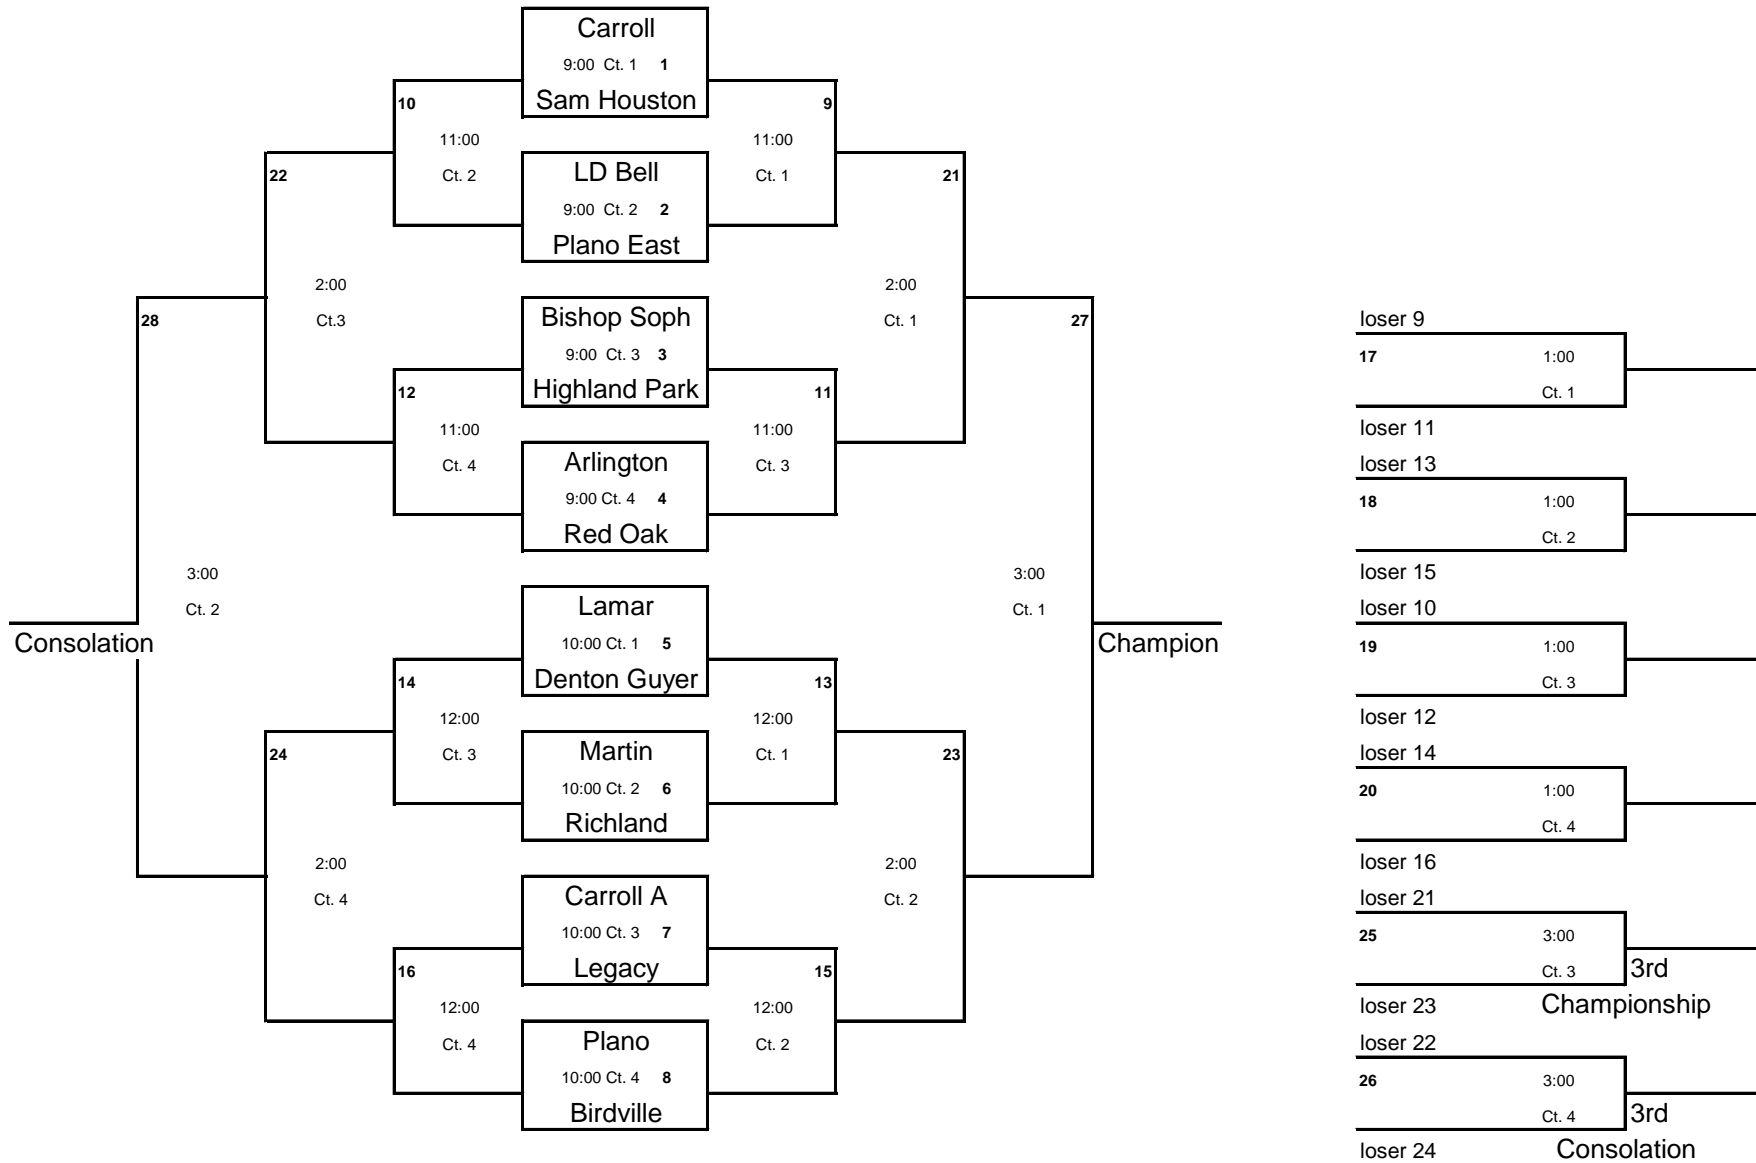 Carroll
9:00 Ct. 1 1
Sam Houston
10
9
11:00
11:00
Ct. 2
Ct. 1
22
21
LD Bell
9:00 Ct. 2 2
Plano East
2:00
2:00
Ct.3
Ct. 1
28
27
Bishop Soph
9:00 Ct. 3 3
Highland Park
12
11
11:00
11:00
Ct. 4
Ct. 3
Arlington
9:00 Ct. 4 4
Red Oak
3:00
3:00
Ct. 2
Ct. 1
Consolation
Champion
Lamar
10:00 Ct. 1 5
Denton Guyer
14
13
12:00
12:00
Ct. 3
Ct. 1
24
23
Martin
10:00 Ct. 2 6
Richland
2:00
2:00
Ct. 4
Ct. 2
Carroll A
10:00 Ct. 3 7
Legacy
16
15
12:00
12:00
Ct. 4
Ct. 2
Plano
10:00 Ct. 4 8
Birdville
loser 9
17 1:00
Ct. 1
loser 11
loser 13
18 1:00
Ct. 2
loser 15
loser 10
19 1:00
Ct. 3
loser 12
loser 14
20 1:00
Ct. 4
loser 16
loser 21
25 3:00
Ct. 3 3rd
loser 23 Championship
loser 22
26 3:00
Ct. 4 3rd
loser 24 Consolation